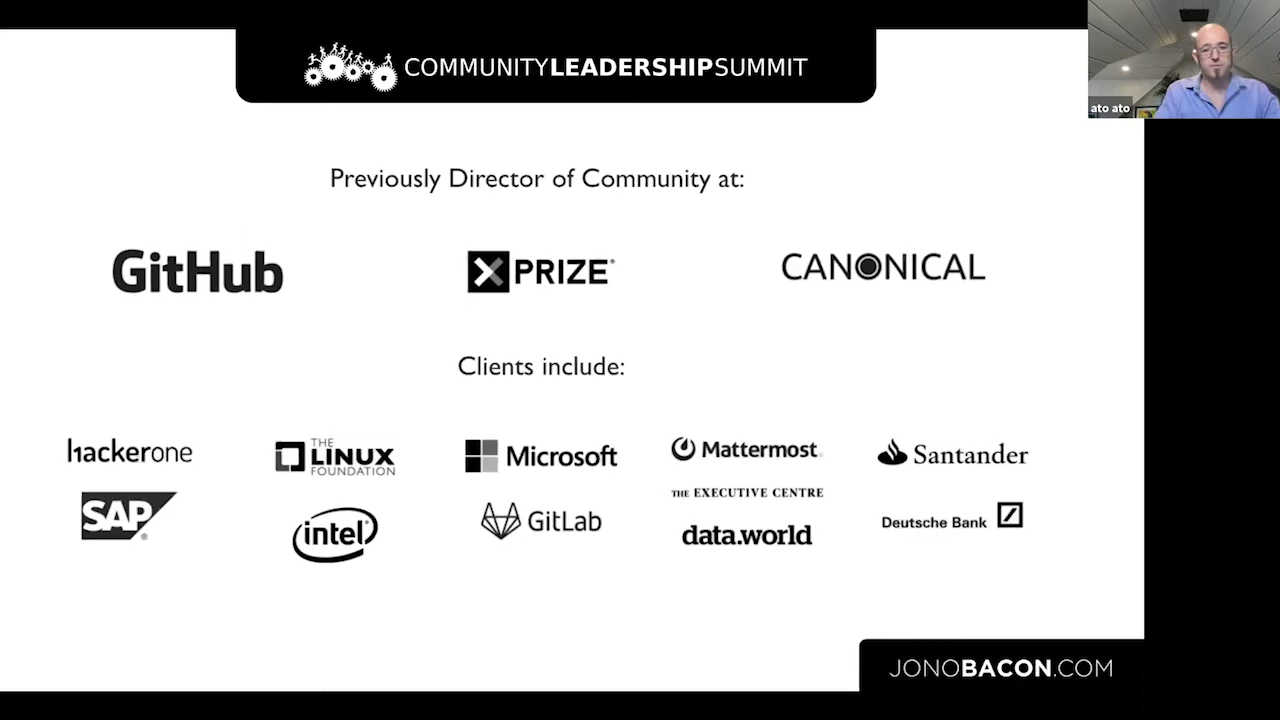 COMMUNITYLEADERSHIPSUMMIT
ato ato
Previously Director of Community at:
GitHub
XPRIZE®
CANONICAL
Clients include:
hackerone
THE
LINUX
FOUNDATION
Microsoft
Mattermost
Santander
SAP®
intel®
GitLab
THE EXECUTIVE CENTRE
data.world
Deutsche Bank
JONOBACON.COM